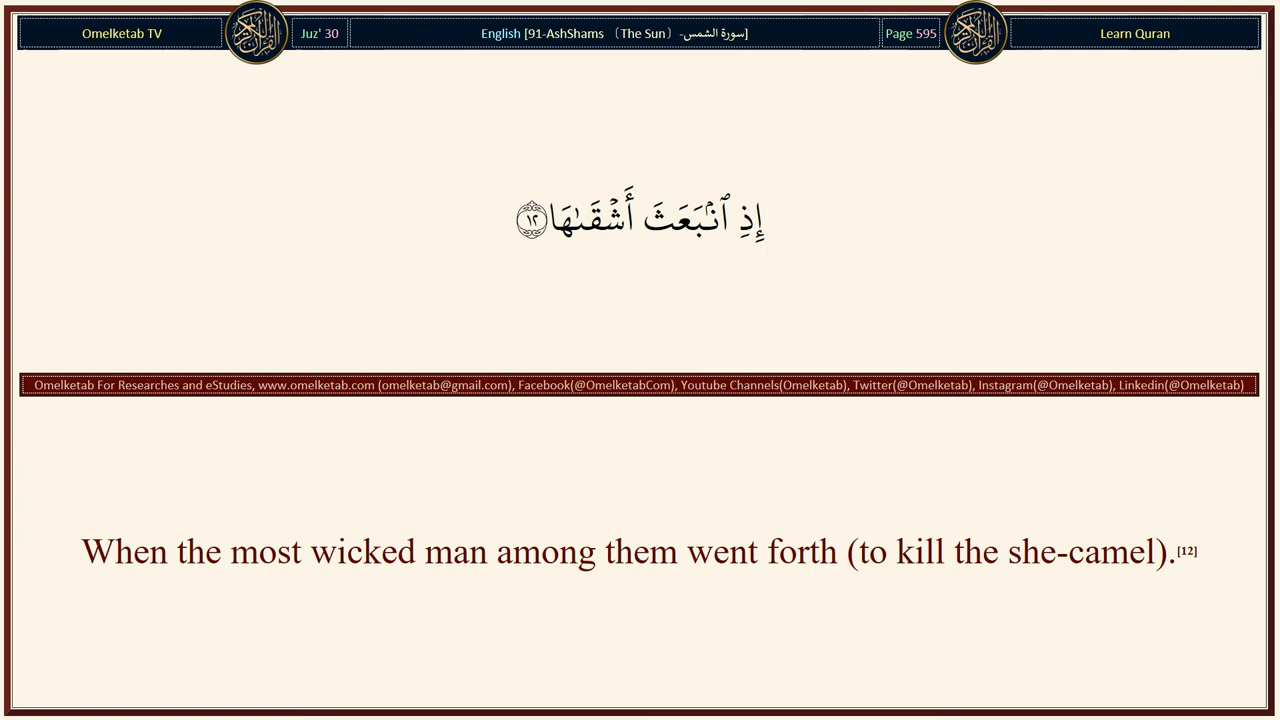 Omelketab TV
Juz' 30
English [91-AshShams (The Sun) -سورة الشمس]
Page 595
Learn Quran
إِذِ ٱنۢبَعَثَ أَشْقَىٰهَا ١٢
Omelketab For Researches and eStudies, www.omelketab.com (omelketab@gmail.com), Facebook(@OmelketabCom), Youtube Channels(Omelketab), Twitter(@Omelketab), Instagram(@Omelketab), Linkedin(@Omelketab)
When the most wicked man among them went forth (to kill the she-camel).[12]